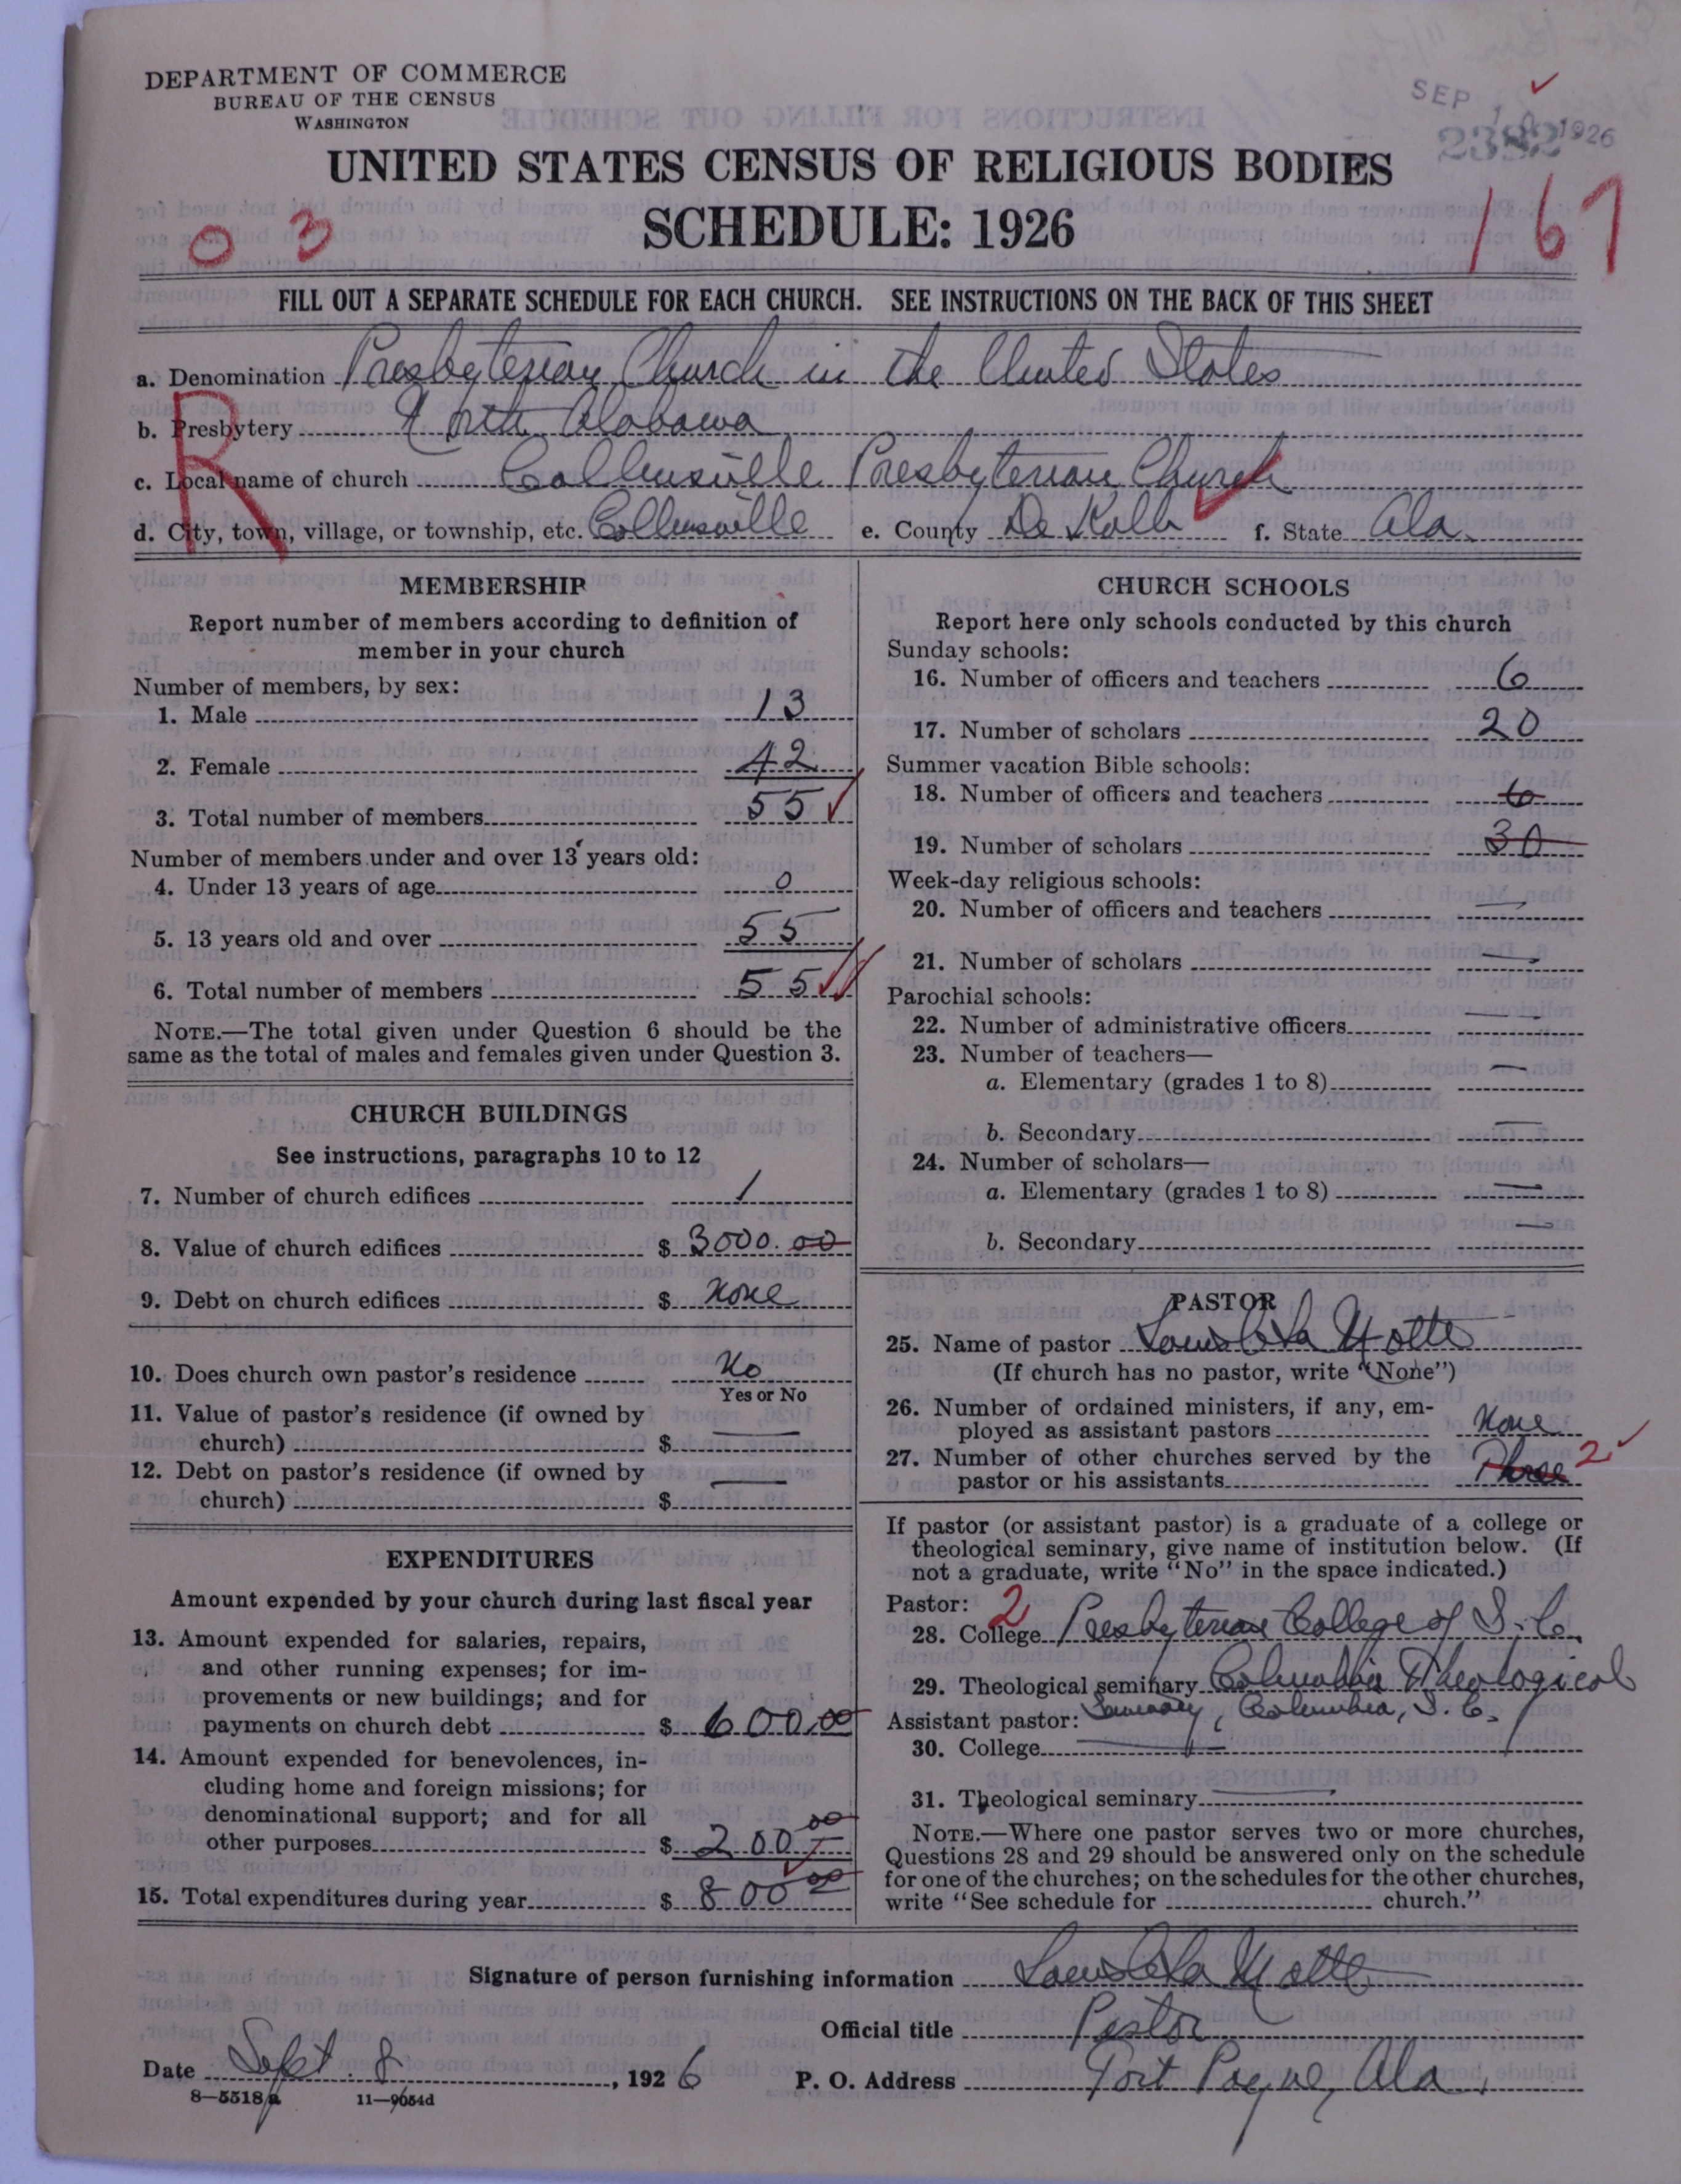 DEPARTMENT OF COMMERCE
BUREAU OF THE CENSUS
WASHINGTON
SEP 1926
2382
UNITED STATES CENSUS OF RELIGIOUS BODIES
SCHEDULE: 1926
0 3
167
FILL OUT A SEPARATE SCHEDULE FOR EACH CHURCH. SEE INSTRUCTIONS ON THE BACK OF THIS SHEET
a. Denomination Presbyterian Church in the United States
R
b. Presbytery North Alabama
c. Local name of church Collinsville Presbyterian Church
d. City, town, village, or township, etc. Collinsville e. County De Kalb f. State Ala.
MEMBERSHIP
Report number of members according to definition of
member in your church
Number of members, by sex:
1. Male 13
2. Female 42
3. Total number of members 55
Number of members under and over 13 years old:
4. Under 13 years of age 0
5. 13 years old and over 55
6. Total number of members 55
NOTE.—The total given under Question 6 should be the
same as the total of males and females given under Question 3.
CHURCH BUILDINGS
See instructions, paragraphs 10 to 12
7. Number of church edifices 1
8. Value of church edifices $ 3000.00
9. Debt on church edifices $ none
10. Does church own pastor's residence No
Yes or No
11. Value of pastor's residence (if owned by
church) $ —
12. Debt on pastor's residence (if owned by
church) $ —
EXPENDITURES
Amount expended by your church during last fiscal year
13. Amount expended for salaries, repairs,
and other running expenses; for im-
provements or new buildings; and for
payments on church debt $ 600.00
14. Amount expended for benevolences, in-
cluding home and foreign missions; for
denominational support; and for all
other purposes $ 200.00
15. Total expenditures during year $ 800.00
CHURCH SCHOOLS
Report here only schools conducted by this church
Sunday schools:
16. Number of officers and teachers 6
17. Number of scholars 20
Summer vacation Bible schools:
18. Number of officers and teachers 6
19. Number of scholars 30
Week-day religious schools:
20. Number of officers and teachers —
21. Number of scholars —
Parochial schools:
22. Number of administrative officers —
23. Number of teachers—
a. Elementary (grades 1 to 8) —
b. Secondary —
24. Number of scholars—
a. Elementary (grades 1 to 8) —
b. Secondary —
PASTOR
25. Name of pastor Louis C. La Motte
(If church has no pastor, write "None")
26. Number of ordained ministers, if any, em-
ployed as assistant pastors None
27. Number of other churches served by the
pastor or his assistants Three 2
If pastor (or assistant pastor) is a graduate of a college or
theological seminary, give name of institution below. (If
not a graduate, write "No" in the space indicated.)
Pastor: 2
28. College Presbyterian College of S. C.
29. Theological seminary Columbia Theological
Seminary, Columbia, S. C.
Assistant pastor:
30. College —
31. Theological seminary —
NOTE.—Where one pastor serves two or more churches,
Questions 28 and 29 should be answered only on the schedule
for one of the churches; on the schedules for the other churches,
write "See schedule for church."
Signature of person furnishing information Louis C. La Motte
Official title Pastor
Date Sept. 8, 1926 P. O. Address Fort Payne, Ala.
8—5518a 11—9054d